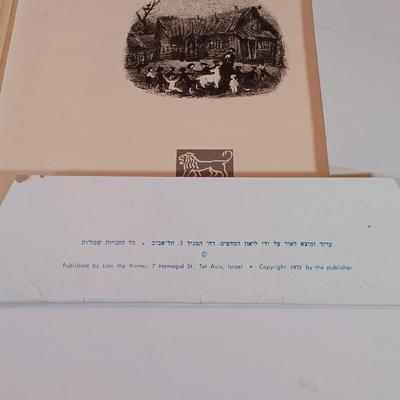 ערוך ומוצא לאור על ידי ליאון המדפיס, רח' המגיד 7, תל-אביב • כל הזכויות שמורות
©
Published by Lion the Printer, 7 Hamagid St., Tel Aviv, Israel • Copyright 1973 by the publisher